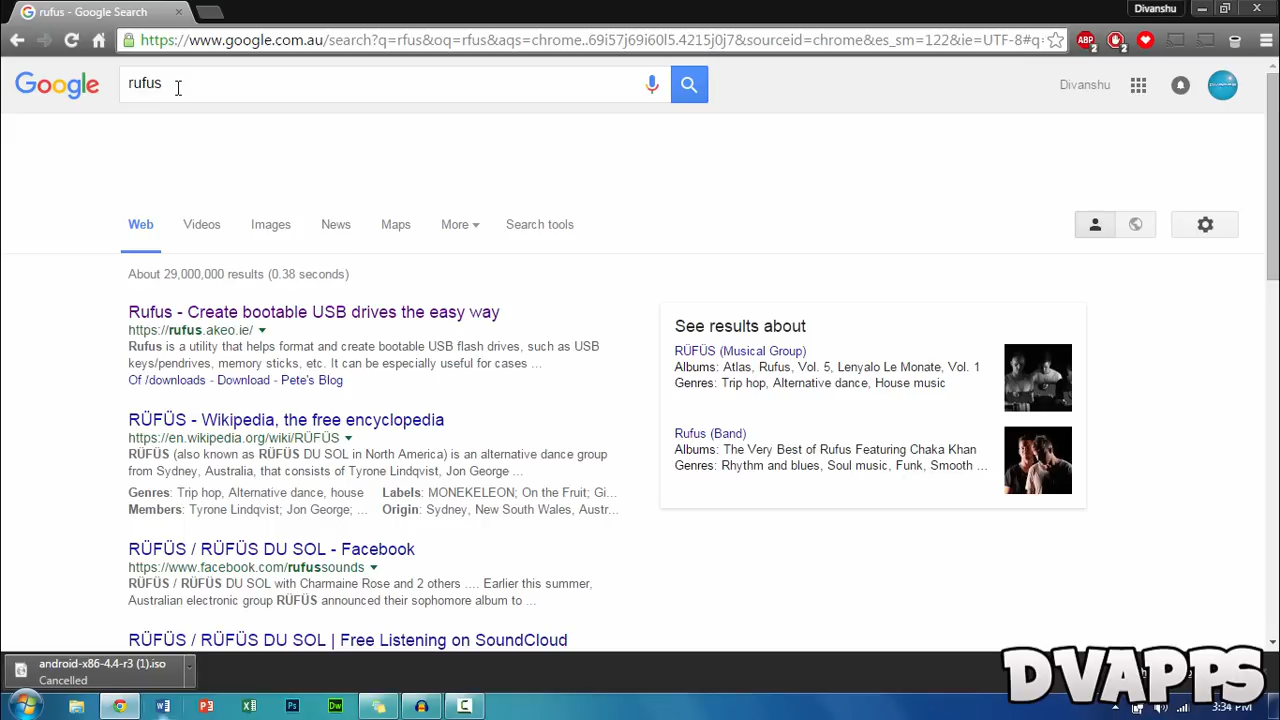 rufus - Google Search
Divanshu
https://www.google.com.au/search?q=rfus&oq=rfus&aqs=chrome..69i57j69i60l5.4215j0j7&sourceid=chrome&es_sm=122&ie=UTF-8#q=
ABP
2
2
Google
rufus
Divanshu
DVAPPS
Web
Videos
Images
News
Maps
More
Search tools
About 29,000,000 results (0.38 seconds)
Rufus - Create bootable USB drives the easy way
https://rufus.akeo.ie/
Rufus is a utility that helps format and create bootable USB flash drives, such as USB
keys/pendrives, memory sticks, etc. It can be especially useful for cases ...
Of /downloads - Download - Pete's Blog
RÜFÜS - Wikipedia, the free encyclopedia
https://en.wikipedia.org/wiki/RÜFÜS
RÜFÜS (also known as RÜFÜS DU SOL in North America) is an alternative dance group
from Sydney, Australia, that consists of Tyrone Lindqvist, Jon George ...
Genres: Trip hop, Alternative dance, house
Labels: MONEKELEON; On the Fruit; Gi...
Members: Tyrone Lindqvist; Jon George; ...
Origin: Sydney, New South Wales, Austr...
RÜFÜS / RÜFÜS DU SOL - Facebook
https://www.facebook.com/rufussounds
RÜFÜS / RÜFÜS DU SOL with Charmaine Rose and 2 others .... Earlier this summer,
Australian electronic group RÜFÜS announced their sophomore album to ...
RÜFÜS / RÜFÜS DU SOL | Free Listening on SoundCloud
See results about
RÜFÜS (Musical Group)
Albums: Atlas, Rufus, Vol. 5, Lenyalo Le Monate, Vol. 1
Genres: Trip hop, Alternative dance, House music
Rufus (Band)
Albums: The Very Best of Rufus Featuring Chaka Khan
Genres: Rhythm and blues, Soul music, Funk, Smooth ...
android-x86-4.4-r3 (1).iso
Cancelled
DVAPPS
Dw
3:34 PM